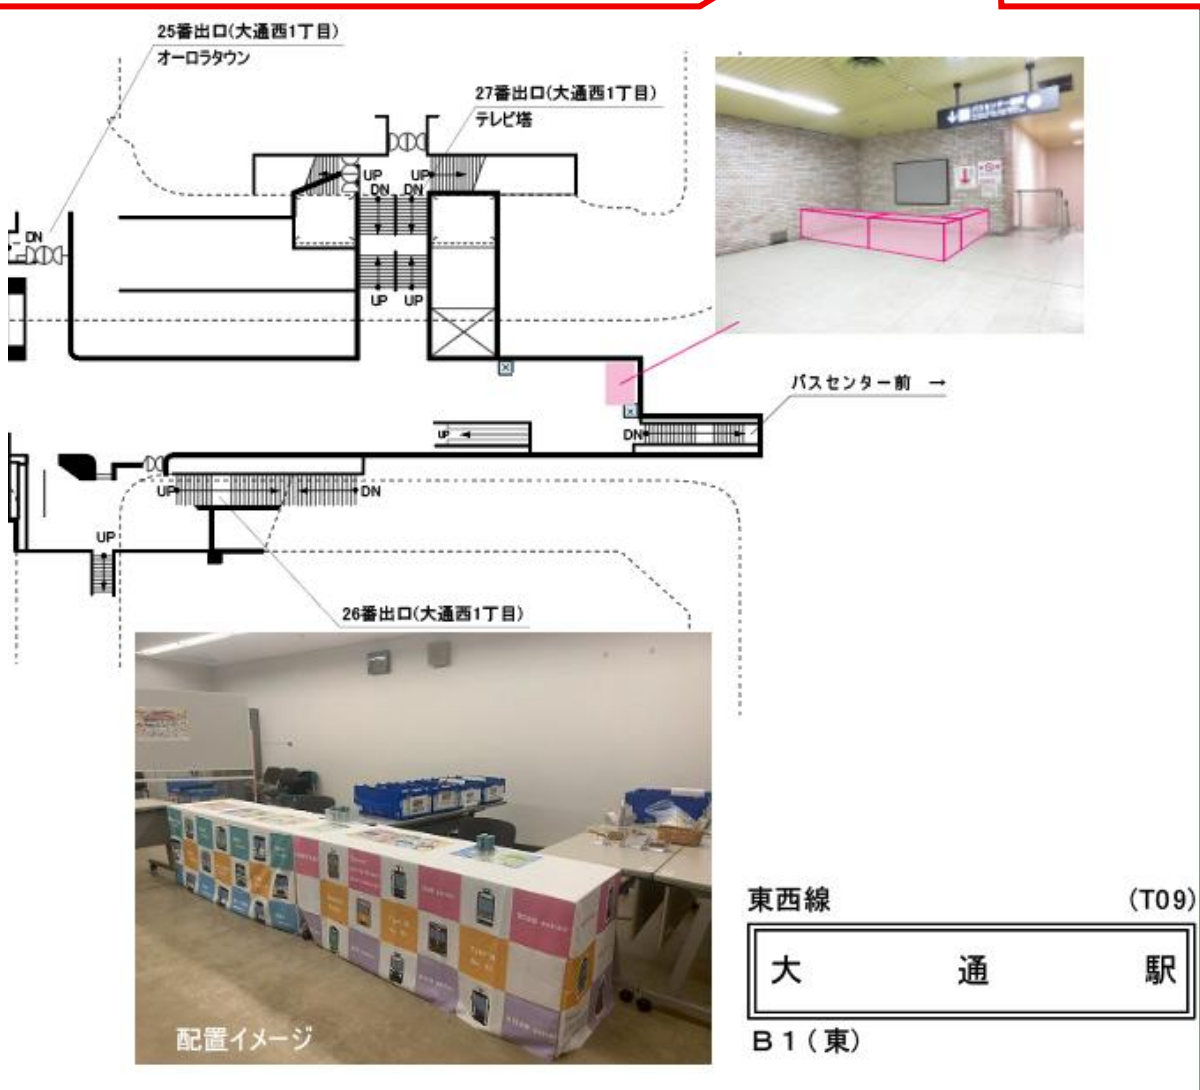 25番出口(大通西1丁目)
オーロラタウン
27番出口(大通西1丁目)
テレビ塔
UP
UP
DN
DN
DN
UP
UP
バスセンター前 →
UP
DN
UP
DN
UP
26番出口(大通西1丁目)
配置イメージ
東西線
(T09)
大通駅
B1(東)